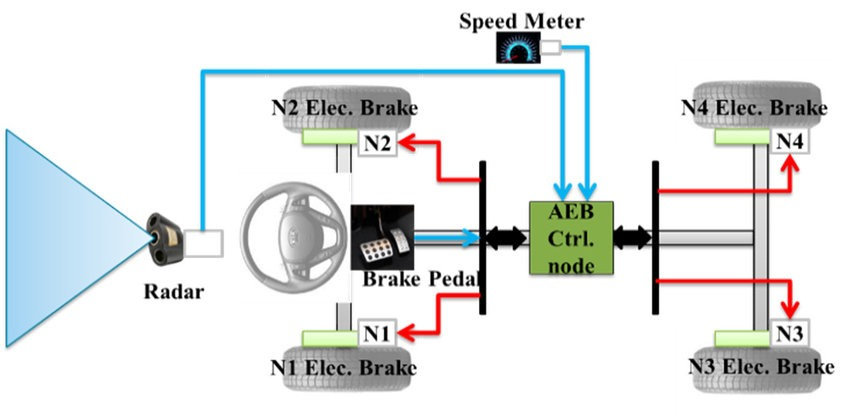 Speed Meter
N2 Elec. Brake
N4 Elec. Brake
N2
N4
AEB
Ctrl.
node
Brake Pedal
Radar
N1
N3
N1 Elec. Brake
N3 Elec. Brake